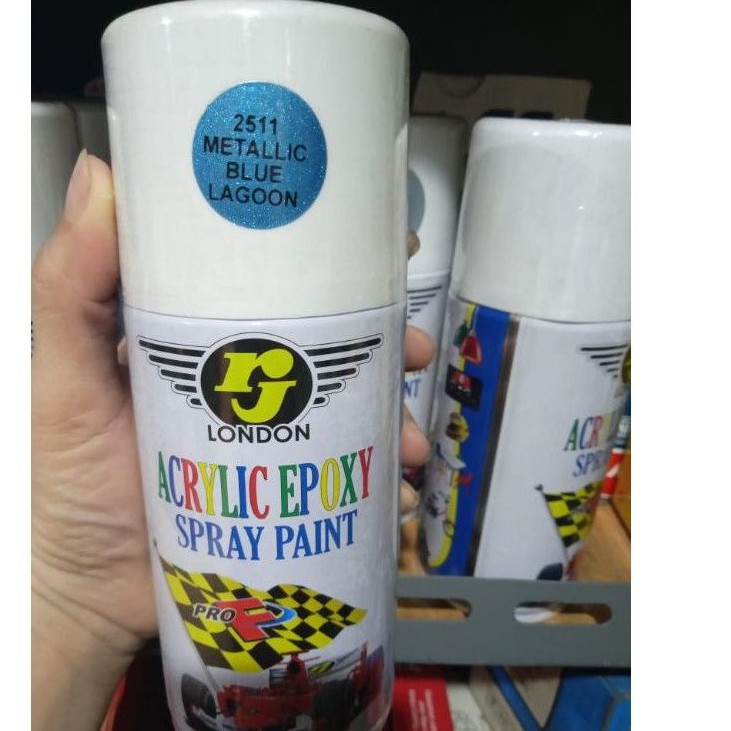 2511
METALLIC
BLUE
LAGOON
rJ
LONDON
ACRYLIC EPOXY
SPRAY PAINT
PRO F